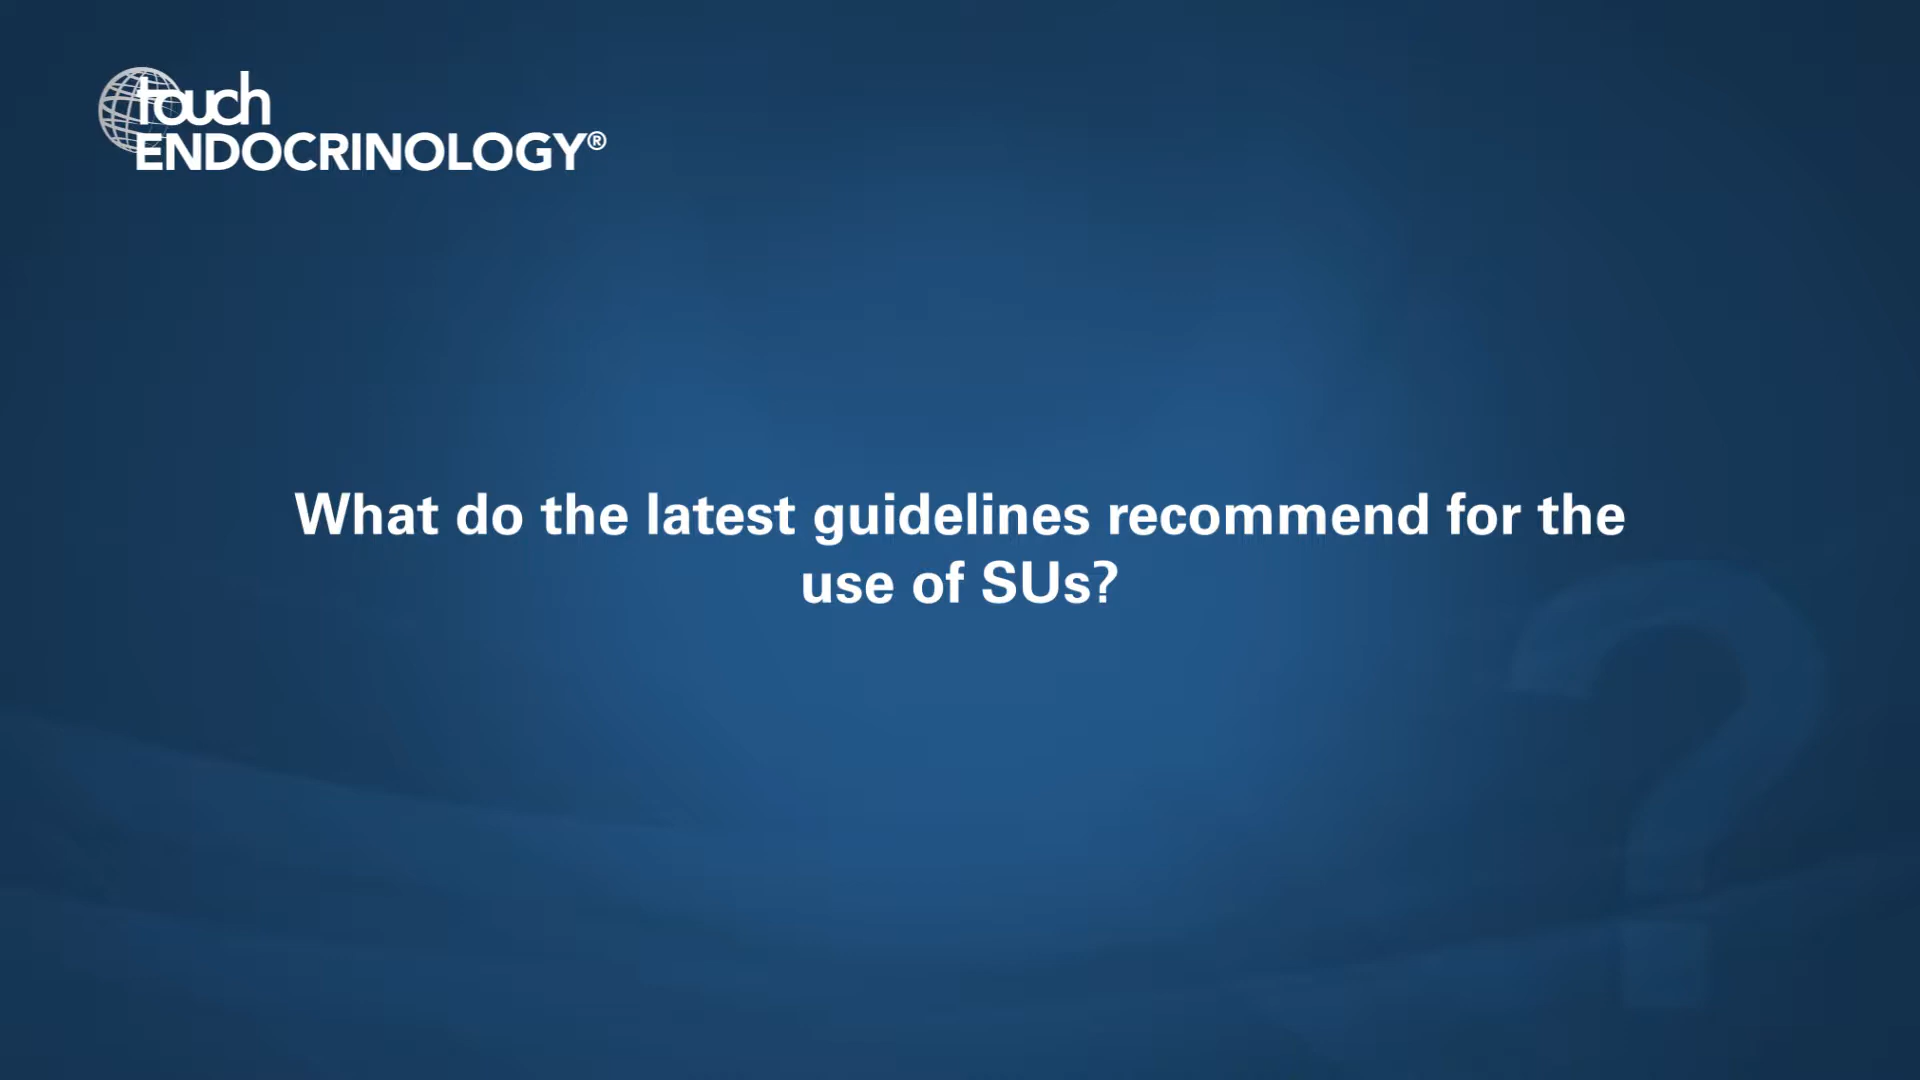 touch
ENDOCRINOLOGY®
What do the latest guidelines recommend for the
use of SUs?